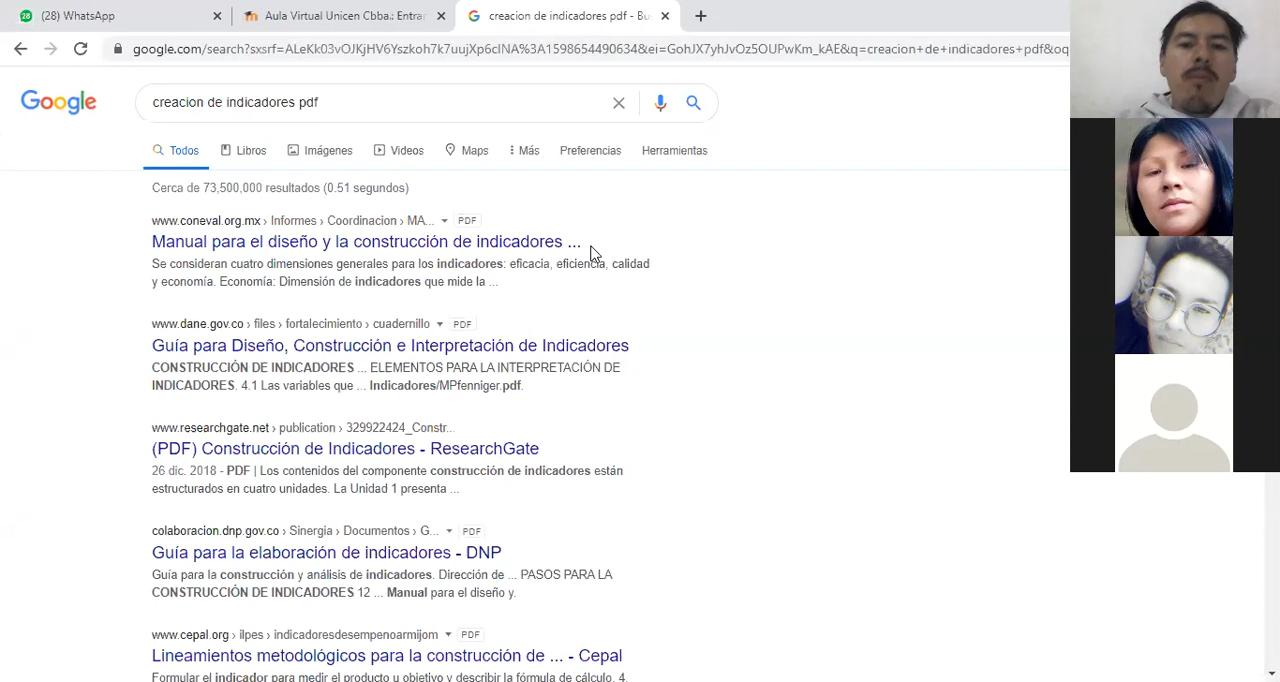 28 (28) WhatsApp
Aula Virtual Unicen Cbba.: Entrar
creacion de indicadores pdf - Bu
google.com/search?sxsrf=ALeKk03vOJKjHV6Yszkoh7k7uujXp6cINA%3A1598654490634&ei=GohJX7yhJvOz5OUPwKm_kAE&q=creacion+de+indicadores+pdf&oq
Google
creacion de indicadores pdf
Todos Libros Imágenes Videos Maps Más Preferencias Herramientas
Cerca de 73,500,000 resultados (0.51 segundos)
www.coneval.org.mx › Informes › Coordinacion › MA... PDF
Manual para el diseño y la construcción de indicadores ...
Se consideran cuatro dimensiones generales para los indicadores: eficacia, eficiencia, calidad
y economía. Economía: Dimensión de indicadores que mide la ...
www.dane.gov.co › files › fortalecimiento › cuadernillo PDF
Guía para Diseño, Construcción e Interpretación de Indicadores
CONSTRUCCIÓN DE INDICADORES ... ELEMENTOS PARA LA INTERPRETACIÓN DE
INDICADORES. 4.1 Las variables que ... Indicadores/MPfenniger.pdf.
www.researchgate.net › publication › 329922424_Constr...
(PDF) Construcción de Indicadores - ResearchGate
26 dic. 2018 - PDF | Los contenidos del componente construcción de indicadores están
estructurados en cuatro unidades. La Unidad 1 presenta ...
colaboracion.dnp.gov.co › Sinergia › Documentos › G... PDF
Guía para la elaboración de indicadores - DNP
Guía para la construcción y análisis de indicadores. Dirección de ... PASOS PARA LA
CONSTRUCCIÓN DE INDICADORES 12 ... Manual para el diseño y.
www.cepal.org › ilpes › indicadoresdesempenoarmijom PDF
Lineamientos metodológicos para la construcción de ... - Cepal
Formular el indicador para medir el producto u objetivo y describir la fórmula de cálculo. 4.